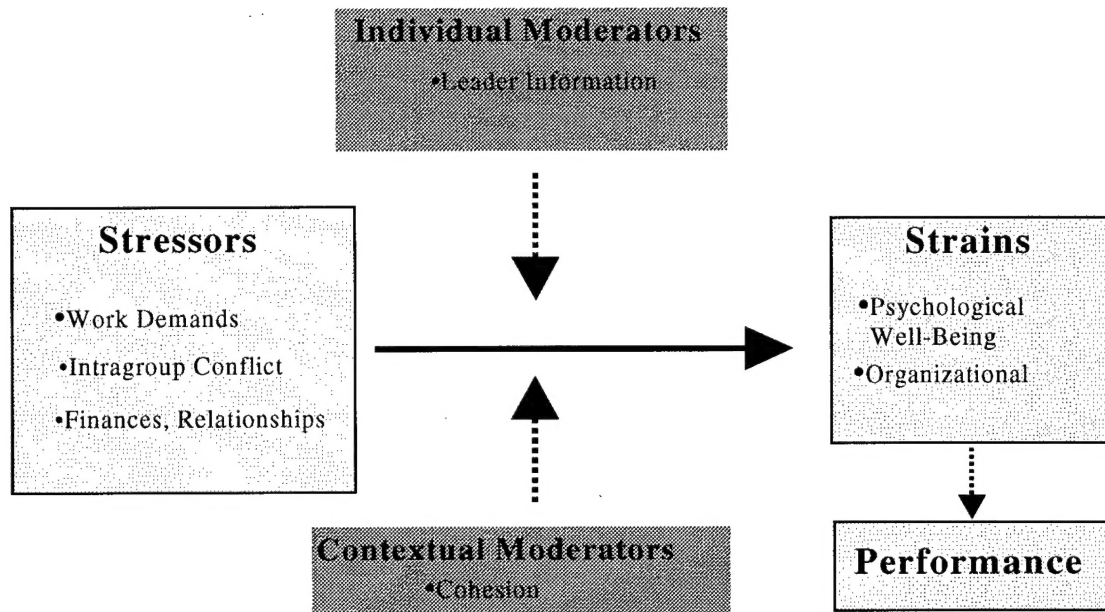 Individual Moderators
•Leader Information
Stressors
•Work Demands
•Intragroup Conflict
•Finances, Relationships
Strains
•Psychological
Well-Being
•Organizational
Contextual Moderators
•Cohesion
Performance